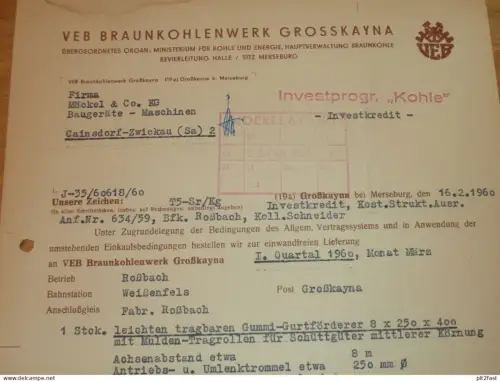 VEB BRAUNKOHLENWERK GROSSKAYNA
ÜBERGEORDNETES ORGAN: MINISTERIUM FÜR KOHLE UND ENERGIE, HAUPTVERWALTUNG BRAUNKOHLE
REVIERLEITUNG HALLE / SITZ MERSEBURG
VEB
VEB Braunkohlenwerk Großkayna (19a) Großkayna b. Merseburg
Firma
Möckel & Co. KG
Baugeräte - Maschinen
Cainsdorf-Zwickau (Sa) 2
Investprogr. „Kohle"
- Investkredit -
J-35/60618/60
Unsere Zeichen: T5-Sr/Kg
(19a) Großkayna bei Merseburg, den 16.2.1960
Investkredit, Kost.Strukt.Ausr.
Anf.Nr. 634/59, Bfk. Roßbach, Koll.Schneider
Unter Zugrundelegung der Bedingungen des Allgem. Vertragssystems und in Anwendung der
umstehenden Einkaufsbedingungen bestellen wir zur einwandfreien Lieferung
an VEB Braunkohlenwerk Großkayna I. Quartal 1960, Monat März
Betrieb Roßbach
Bahnstation Weißenfels Post Großkayna
Anschlußgleis Fabr. Roßbach
1 Stck. leichten tragbaren Gummi-Gurtförderer 8 x 250 x 400
mit Mulden-Tragrollen für Schüttgüter mittlerer Körnung
Achsenabstand etwa 8 m
Antriebs- u. Umlenktrommel etwa 250 mm Ø